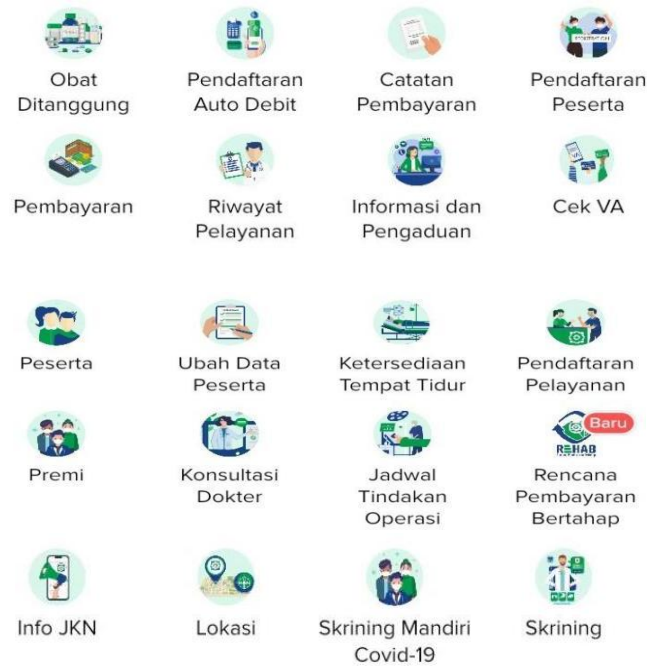 Obat
Ditanggung
Pendaftaran
Auto Debit
Catatan
Pembayaran
Pendaftaran
Peserta
Pembayaran
Riwayat
Pelayanan
Informasi dan
Pengaduan
VA
Cek VA
Peserta
Ubah Data
Peserta
Ketersediaan
Tempat Tidur
Pendaftaran
Pelayanan
Premi
Konsultasi
Dokter
Jadwal
Tindakan
Operasi
Baru
REHAB
Rencana
Pembayaran
Bertahap
Info JKN
Lokasi
Skrining Mandiri
Covid-19
Skrining